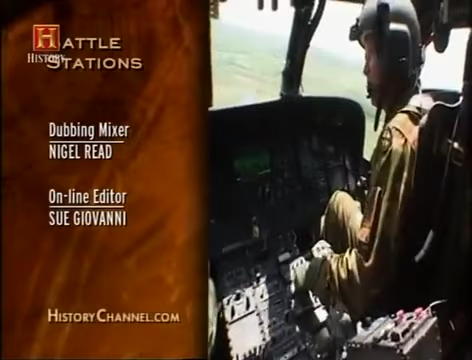 H
HISTORY
BATTLE
STATIONS
Dubbing Mixer
NIGEL READ
On-line Editor
SUE GIOVANNI
HISTORYCHANNEL.COM